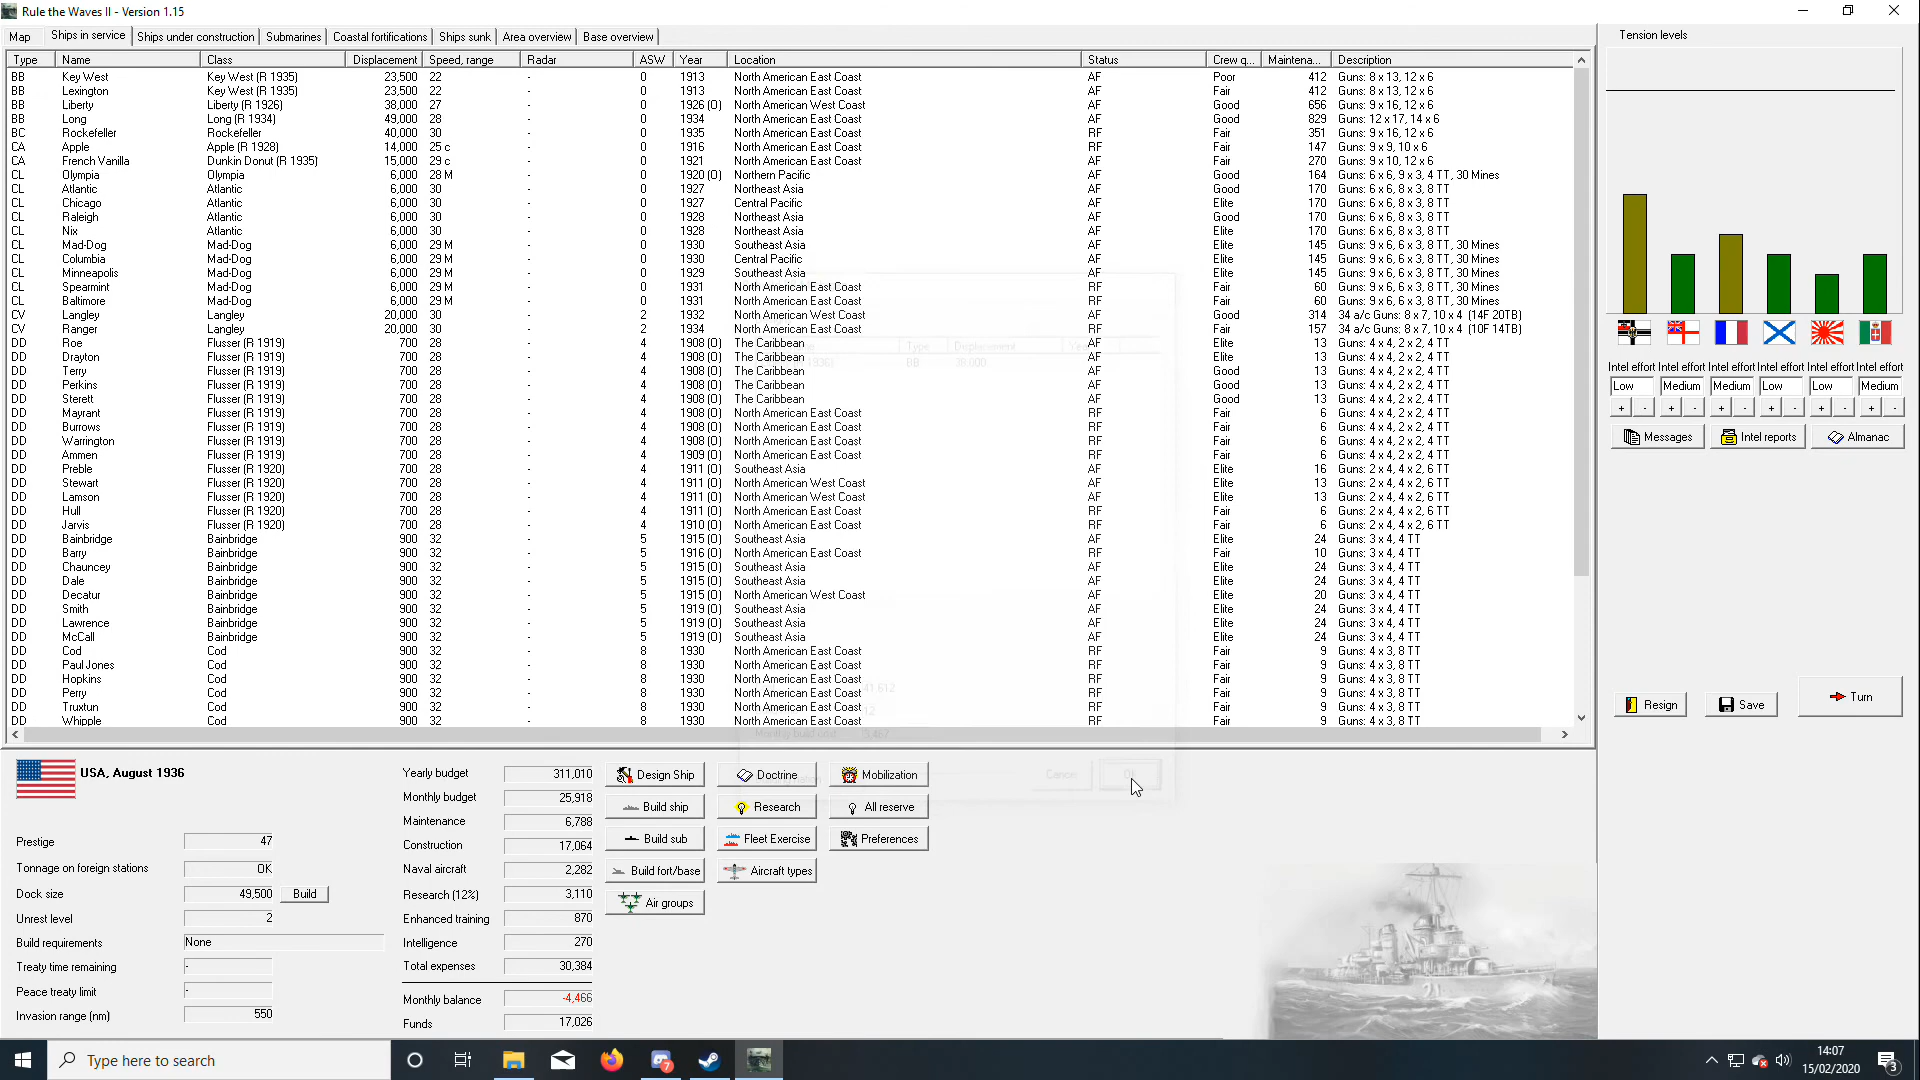 Rule the Waves II - Version 1.15
Map Ships in service Ships under construction Submarines Coastal fortifications Ships sunk Area overview Base overview
Type Name Class Displacement Speed, range Radar ASW Year Location Status Crew q... Maintena... Description
BB Key West Key West (R 1935) 23,500 22 - 0 1913 North American East Coast AF Poor 412 Guns: 8 x 13, 12 x 6
BB Lexington Key West (R 1935) 23,500 22 - 0 1913 North American East Coast AF Fair 412 Guns: 8 x 13, 12 x 6
BB Liberty Liberty (R 1926) 38,000 27 - 0 1926 (O) North American West Coast AF Good 656 Guns: 9 x 16, 12 x 6
BB Long Long (R 1934) 49,000 28 - 0 1934 North American East Coast AF Good 829 Guns: 12 x 17, 14 x 6
BC Rockefeller Rockefeller 40,000 30 - 0 1935 North American East Coast RF Fair 351 Guns: 9 x 16, 12 x 6
CA Apple Apple (R 1928) 14,000 25 c - 0 1916 North American East Coast RF Fair 147 Guns: 9 x 9, 10 x 6
CA French Vanilla Dunkin Donut (R 1935) 15,000 29 c - 0 1921 North American East Coast AF Fair 270 Guns: 9 x 10, 12 x 6
CL Olympia Olympia 6,000 28 M - 0 1920 (O) Northern Pacific AF Good 164 Guns: 6 x 6, 9 x 3, 4 TT, 30 Mines
CL Atlantic Atlantic 6,000 30 - 0 1927 Northeast Asia AF Good 170 Guns: 6 x 6, 6 x 3, 8 TT
CL Chicago Atlantic 6,000 30 - 0 1927 Central Pacific AF Elite 170 Guns: 6 x 6, 6 x 3, 8 TT
CL Raleigh Atlantic 6,000 30 - 0 1928 Northeast Asia AF Good 170 Guns: 6 x 6, 6 x 3, 8 TT
CL Nix Atlantic 6,000 30 - 0 1928 Northeast Asia AF Elite 170 Guns: 6 x 6, 6 x 3, 8 TT
CL Mad-Dog Mad-Dog 6,000 29 M - 0 1930 Southeast Asia AF Elite 145 Guns: 9 x 6, 6 x 3, 8 TT, 30 Mines
CL Columbia Mad-Dog 6,000 29 M - 0 1930 Central Pacific AF Elite 145 Guns: 9 x 6, 6 x 3, 8 TT, 30 Mines
CL Minneapolis Mad-Dog 6,000 29 M - 0 1929 Southeast Asia AF Elite 145 Guns: 9 x 6, 6 x 3, 8 TT, 30 Mines
CL Spearmint Mad-Dog 6,000 29 M - 0 1931 North American East Coast RF Fair 60 Guns: 9 x 6, 6 x 3, 8 TT, 30 Mines
CL Baltimore Mad-Dog 6,000 29 M - 0 1931 North American East Coast RF Fair 60 Guns: 9 x 6, 6 x 3, 8 TT, 30 Mines
CV Langley Langley 20,000 30 - 2 1932 North American West Coast AF Good 314 34 a/c Guns: 8 x 7, 10 x 4 (14F 20TB)
CV Ranger Langley 20,000 30 - 2 1934 North American East Coast RF Fair 157 34 a/c Guns: 8 x 7, 10 x 4 (10F 14TB)
DD Roe Flusser (R 1919) 700 28 - 4 1908 (O) The Caribbean AF Fair 13 Guns: 4 x 4, 2 x 2, 4 TT
DD Drayton Flusser (R 1919) 700 28 - 4 1908 (O) The Caribbean AF Fair 13 Guns: 4 x 4, 2 x 2, 4 TT
DD Terry Flusser (R 1919) 700 28 - 4 1908 (O) The Caribbean AF Good 13 Guns: 4 x 4, 2 x 2, 4 TT
DD Perkins Flusser (R 1919) 700 28 - 4 1908 (O) The Caribbean AF Good 13 Guns: 4 x 4, 2 x 2, 4 TT
DD Sterett Flusser (R 1919) 700 28 - 4 1908 (O) The Caribbean AF Good 13 Guns: 4 x 4, 2 x 2, 4 TT
DD Mayrant Flusser (R 1919) 700 28 - 4 1908 (O) North American East Coast RF Fair 6 Guns: 4 x 4, 2 x 2, 4 TT
DD Burrows Flusser (R 1919) 700 28 - 4 1908 (O) North American East Coast RF Fair 6 Guns: 4 x 4, 2 x 2, 4 TT
DD Warrington Flusser (R 1919) 700 28 - 4 1908 (O) North American East Coast RF Fair 6 Guns: 4 x 4, 2 x 2, 4 TT
DD Ammen Flusser (R 1919) 700 28 - 4 1909 (O) North American East Coast RF Fair 6 Guns: 4 x 4, 2 x 2, 4 TT
DD Preble Flusser (R 1920) 700 28 - 4 1911 (O) Southeast Asia AF Elite 16 Guns: 2 x 4, 4 x 2, 6 TT
DD Stewart Flusser (R 1920) 700 28 - 4 1911 (O) North American West Coast AF Elite 13 Guns: 2 x 4, 4 x 2, 6 TT
DD Lamson Flusser (R 1920) 700 28 - 4 1911 (O) North American West Coast AF Elite 13 Guns: 2 x 4, 4 x 2, 6 TT
DD Hull Flusser (R 1920) 700 28 - 4 1911 (O) North American East Coast RF Fair 6 Guns: 2 x 4, 4 x 2, 6 TT
DD Jarvis Flusser (R 1920) 700 28 - 4 1910 (O) North American East Coast RF Fair 6 Guns: 2 x 4, 4 x 2, 6 TT
DD Bainbridge Bainbridge 900 32 - 5 1915 (O) Southeast Asia AF Elite 24 Guns: 3 x 4, 4 TT
DD Barry Bainbridge 900 32 - 5 1916 (O) North American East Coast RF Fair 10 Guns: 3 x 4, 4 TT
DD Chauncey Bainbridge 900 32 - 5 1915 (O) Southeast Asia AF Elite 24 Guns: 3 x 4, 4 TT
DD Dale Bainbridge 900 32 - 5 1915 (O) Southeast Asia AF Elite 24 Guns: 3 x 4, 4 TT
DD Decatur Bainbridge 900 32 - 5 1915 (O) North American West Coast AF Elite 20 Guns: 3 x 4, 4 TT
DD Smith Bainbridge 900 32 - 5 1919 (O) Southeast Asia AF Elite 24 Guns: 3 x 4, 4 TT
DD Lawrence Bainbridge 900 32 - 5 1919 (O) Southeast Asia AF Elite 24 Guns: 3 x 4, 4 TT
DD McCall Bainbridge 900 32 - 5 1919 (O) Southeast Asia AF Elite 24 Guns: 3 x 4, 4 TT
DD Cod Cod 900 32 - 8 1930 North American East Coast RF Fair 9 Guns: 4 x 3, 8 TT
DD Paul Jones Cod 900 32 - 8 1930 North American East Coast RF Fair 9 Guns: 4 x 3, 8 TT
DD Hopkins Cod 900 32 - 8 1930 North American East Coast RF Fair 9 Guns: 4 x 3, 8 TT
DD Perry Cod 900 32 - 8 1930 North American East Coast RF Fair 9 Guns: 4 x 3, 8 TT
DD Truxtun Cod 900 32 - 8 1930 North American East Coast RF Fair 9 Guns: 4 x 3, 8 TT
DD Whipple Cod 900 32 - 8 1930 North American East Coast RF Fair 9 Guns: 4 x 3, 8 TT
Type Displacement
BB
Monthly build cost
Cancel
Tension levels
Intel effort Intel effort Intel effort Intel effort Intel effort Intel effort
Low Medium Medium Low Low Medium
+ - + - + - + - + - + -
Messages Intel reports Almanac
Resign Save Turn
USA, August 1936
Prestige 47
Tonnage on foreign stations OK
Dock size 49,500 Build
Unrest level 2
Build requirements None
Treaty time remaining -
Peace treaty limit -
Invasion range (nm) 550
Yearly budget 311,010
Monthly budget 25,918
Maintenance 6,788
Construction 17,064
Naval aircraft 2,282
Research (12%) 3,110
Enhanced training 870
Intelligence 270
Total expenses 30,384
Monthly balance -4,466
Funds 17,026
Design Ship Doctrine Mobilization
Build ship Research All reserve
Build sub Fleet Exercise Preferences
Build fort/base Aircraft types
Air groups
Type here to search
7
14:07
15/02/2020
3